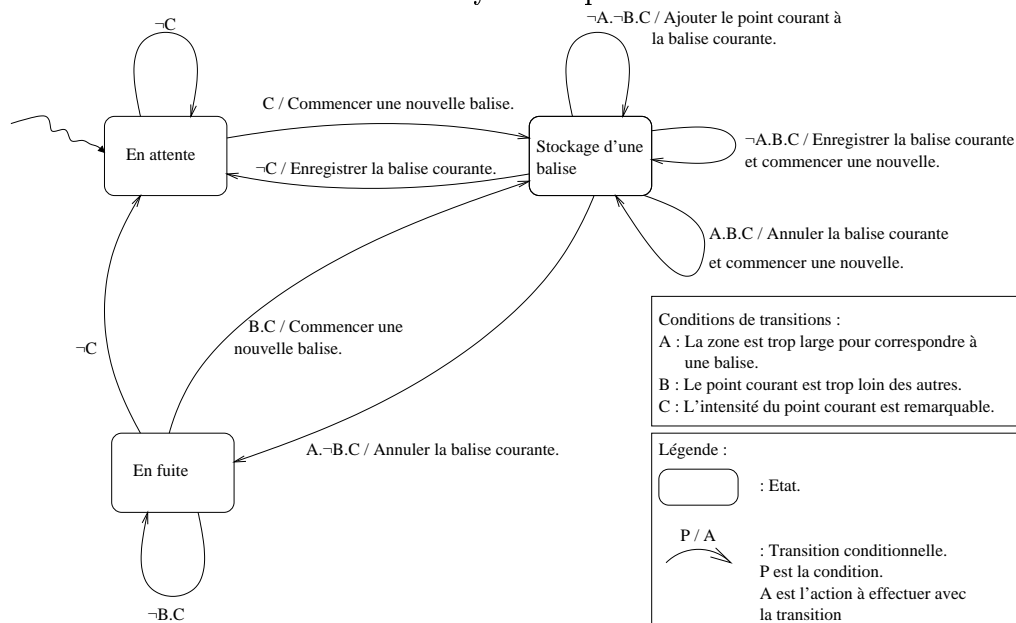 ¬C
¬A.¬B.C / Ajouter le point courant à
la balise courante.
C / Commencer une nouvelle balise.
En attente
Stockage d'une
balise
¬A.B.C / Enregistrer la balise courante
et commencer une nouvelle.
¬C / Enregistrer la balise courante.
A.B.C / Annuler la balise courante
et commencer une nouvelle.
B.C / Commencer une
nouvelle balise.
¬C
Conditions de transitions :
A : La zone est trop large pour correspondre à
une balise.
B : Le point courant est trop loin des autres.
C : L'intensité du point courant est remarquable.
En fuite
A.¬B.C / Annuler la balise courante.
¬B.C
Légende :
: Etat.
P / A
: Transition conditionnelle.
P est la condition.
A est l'action à effectuer avec
la transition